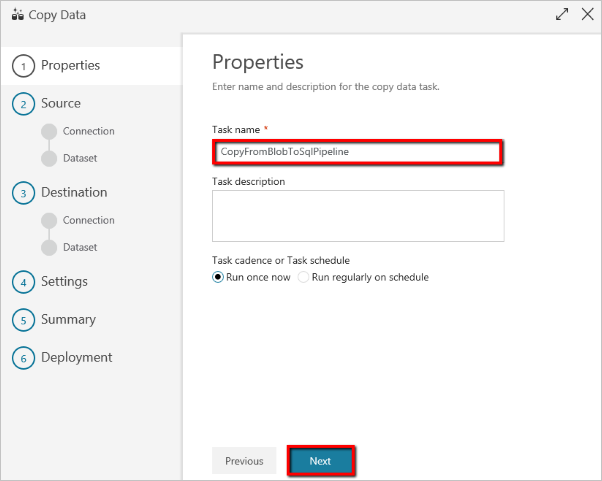 Copy Data
1 Properties
2 Source
Connection
Dataset
3 Destination
Connection
Dataset
4 Settings
5 Summary
6 Deployment
Properties
Enter name and description for the copy data task.
Task name *
CopyFromBlobToSqlPipeline
Task description
Task cadence or Task schedule
Run once now Run regularly on schedule
Previous Next